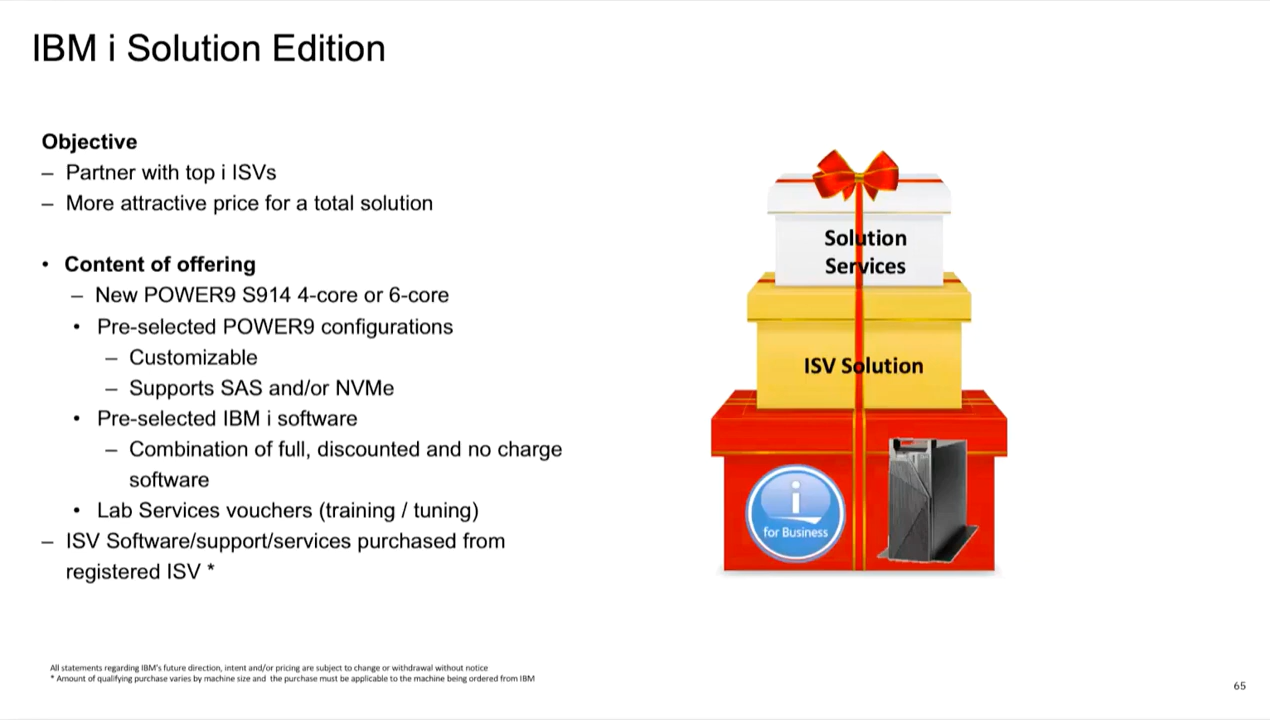 IBM i Solution Edition
Objective
– Partner with top i ISVs
– More attractive price for a total solution
• Content of offering
– New POWER9 S914 4-core or 6-core
• Pre-selected POWER9 configurations
– Customizable
– Supports SAS and/or NVMe
• Pre-selected IBM i software
– Combination of full, discounted and no charge
software
• Lab Services vouchers (training / tuning)
– ISV Software/support/services purchased from
registered ISV *
Solution
Services
ISV Solution
i
for Business
All statements regarding IBM's future direction, intent and/or pricing are subject to change or withdrawal without notice
* Amount of qualifying purchase varies by machine size and the purchase must be applicable to the machine being ordered from IBM
65